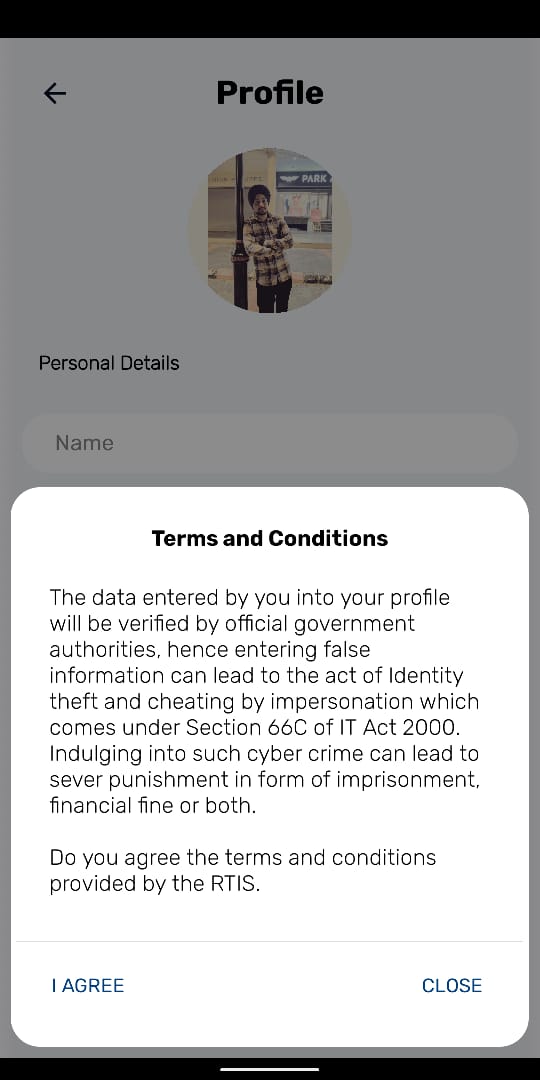 Profile
PARK
Personal Details
Name
Terms and Conditions
The data entered by you into your profile
will be verified by official government
authorities, hence entering false
information can lead to the act of Identity
theft and cheating by impersonation which
comes under Section 66C of IT Act 2000.
Indulging into such cyber crime can lead to
sever punishment in form of imprisonment,
financial fine or both.
Do you agree the terms and conditions
provided by the RTIS.
I AGREE
CLOSE